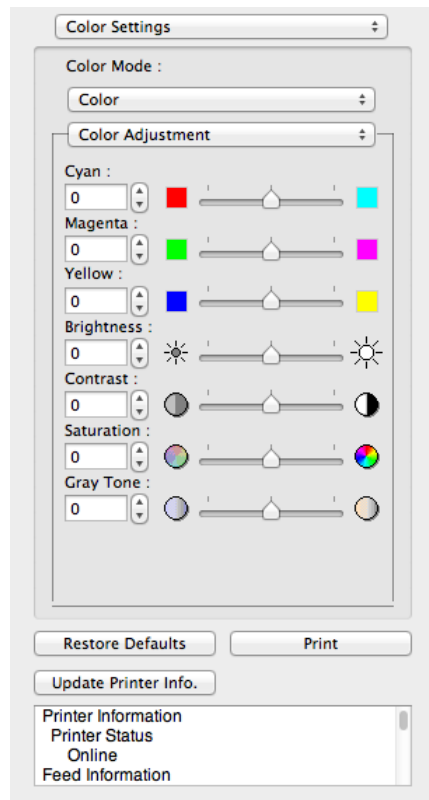 Color Settings
Color Mode :
Color
Color Adjustment
Cyan :
0
Magenta :
0
Yellow :
0
Brightness :
0
Contrast :
0
Saturation :
0
Gray Tone :
0
Restore Defaults
Print
Update Printer Info.
Printer Information
Printer Status
Online
Feed Information